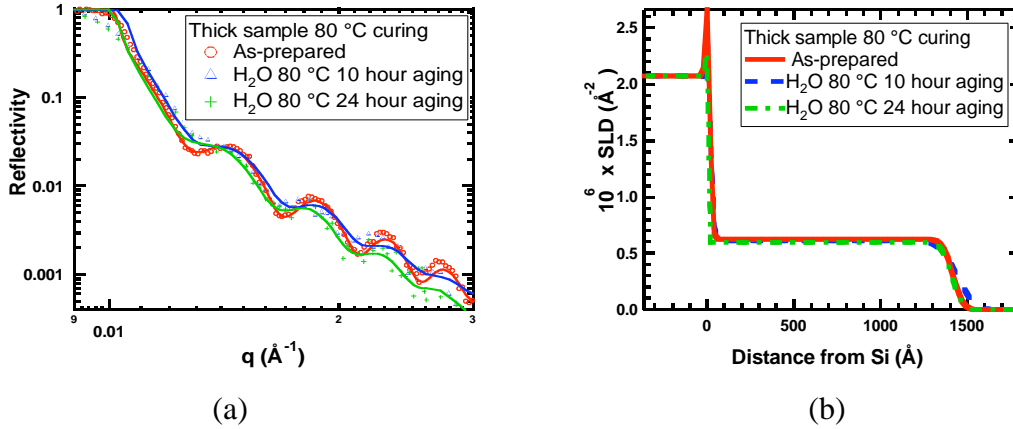 Thick sample 80 °C curing
As-prepared
H2O 80 °C 10 hour aging
H2O 80 °C 24 hour aging
Reflectivity
1
0.1
0.01
0.001
9
0.01
2
3
q (Å-1)
(a)
Thick sample 80 °C curing
As-prepared
H2O 80 °C 10 hour aging
H2O 80 °C 24 hour aging
10^6 x SLD (Å-2)
2.5
2.0
1.5
1.0
0.5
0.0
0
500
1000
1500
Distance from Si (Å)
(b)